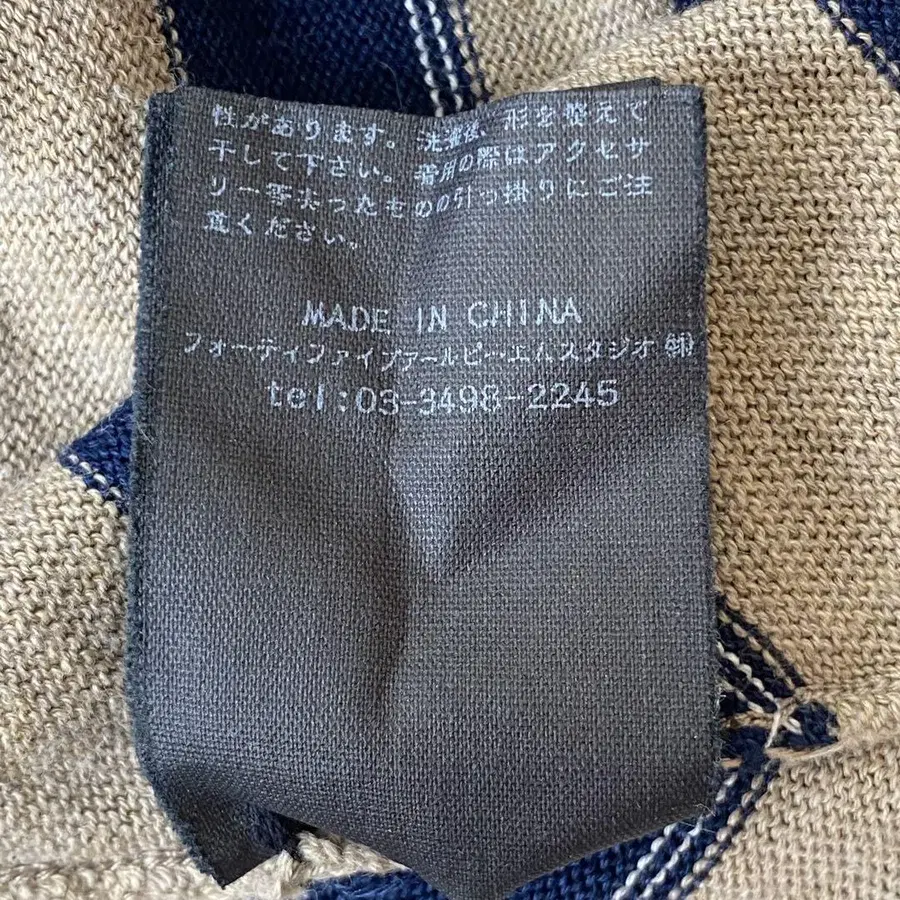 性があります。洗濯後、形を整えて
干して下さい。着用の際はアクセサ
リー等尖ったものの引っ掛りにご注
意ください。
MADE IN CHINA
フォーティファイブアールピーエムスタジオ ㈱
tel:03-3498-2245